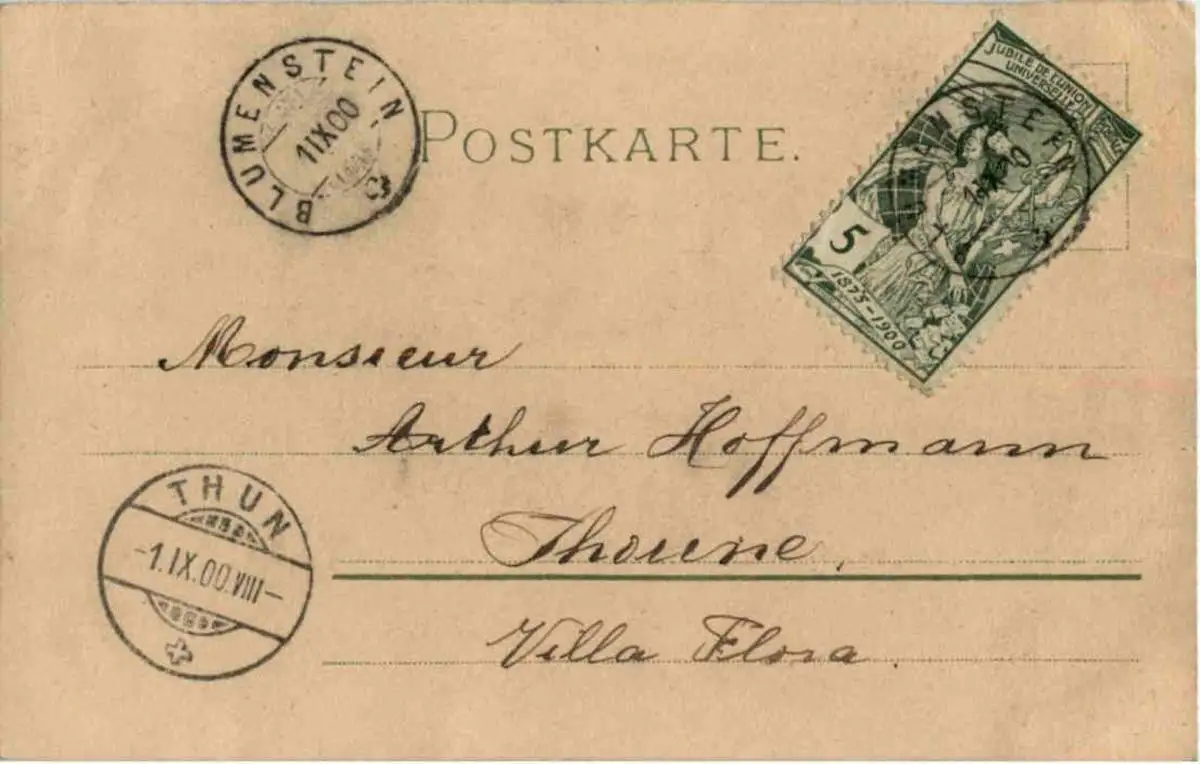 BLUMENSTEIN
1 IX 00
POSTKARTE.
JUBILÉ DE L'UNION
UNIVERSELLE
5
1875-1900
Monsieur
Arthur Hoffmann
Thoune.
Villa Flora.
THUN
-1.IX.00.VIII-